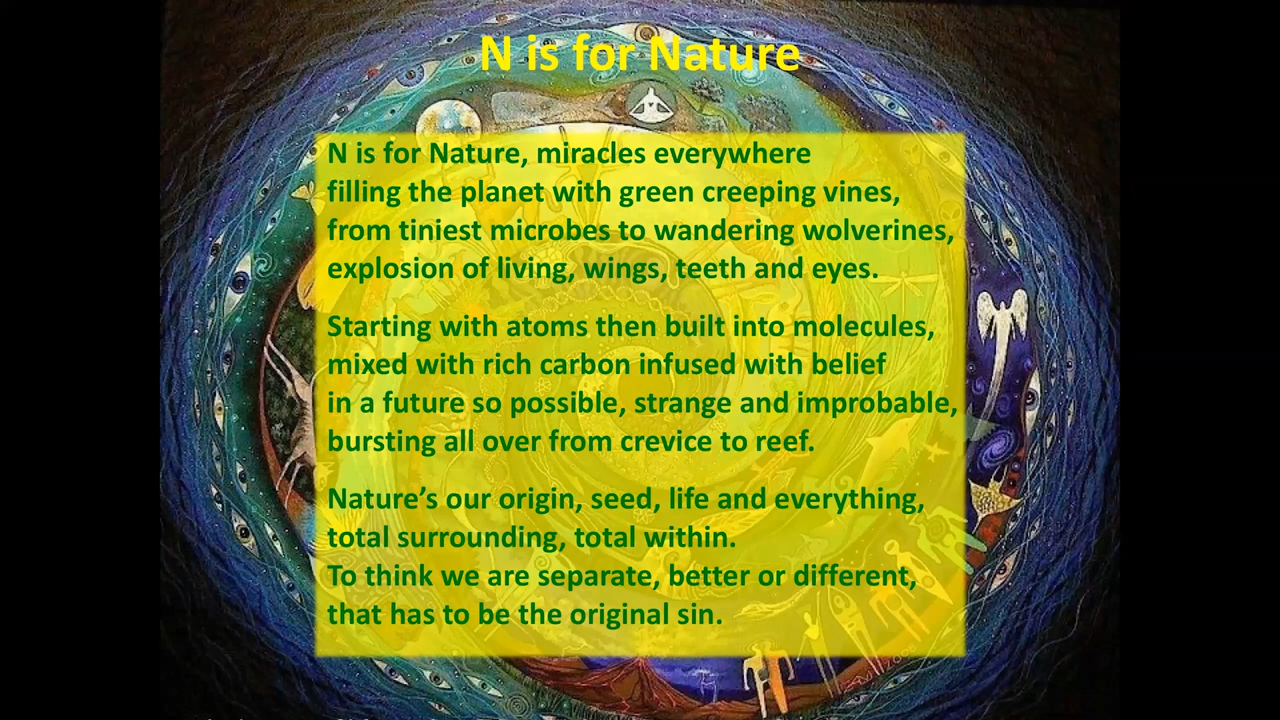 N is for Nature
N is for Nature, miracles everywhere
filling the planet with green creeping vines,
from tiniest microbes to wandering wolverines,
explosion of living, wings, teeth and eyes.
Starting with atoms then built into molecules,
mixed with rich carbon infused with belief
in a future so possible, strange and improbable,
bursting all over from crevice to reef.
Nature’s our origin, seed, life and everything,
total surrounding, total within.
To think we are separate, better or different,
that has to be the original sin.